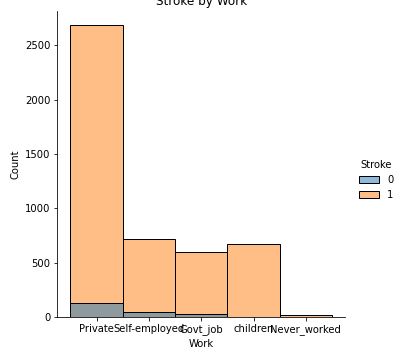 Stroke by Work
2500
2000
1500
1000
500
0
Count
Private Self-employed Govt_job children Never_worked
Work
Stroke
0
1